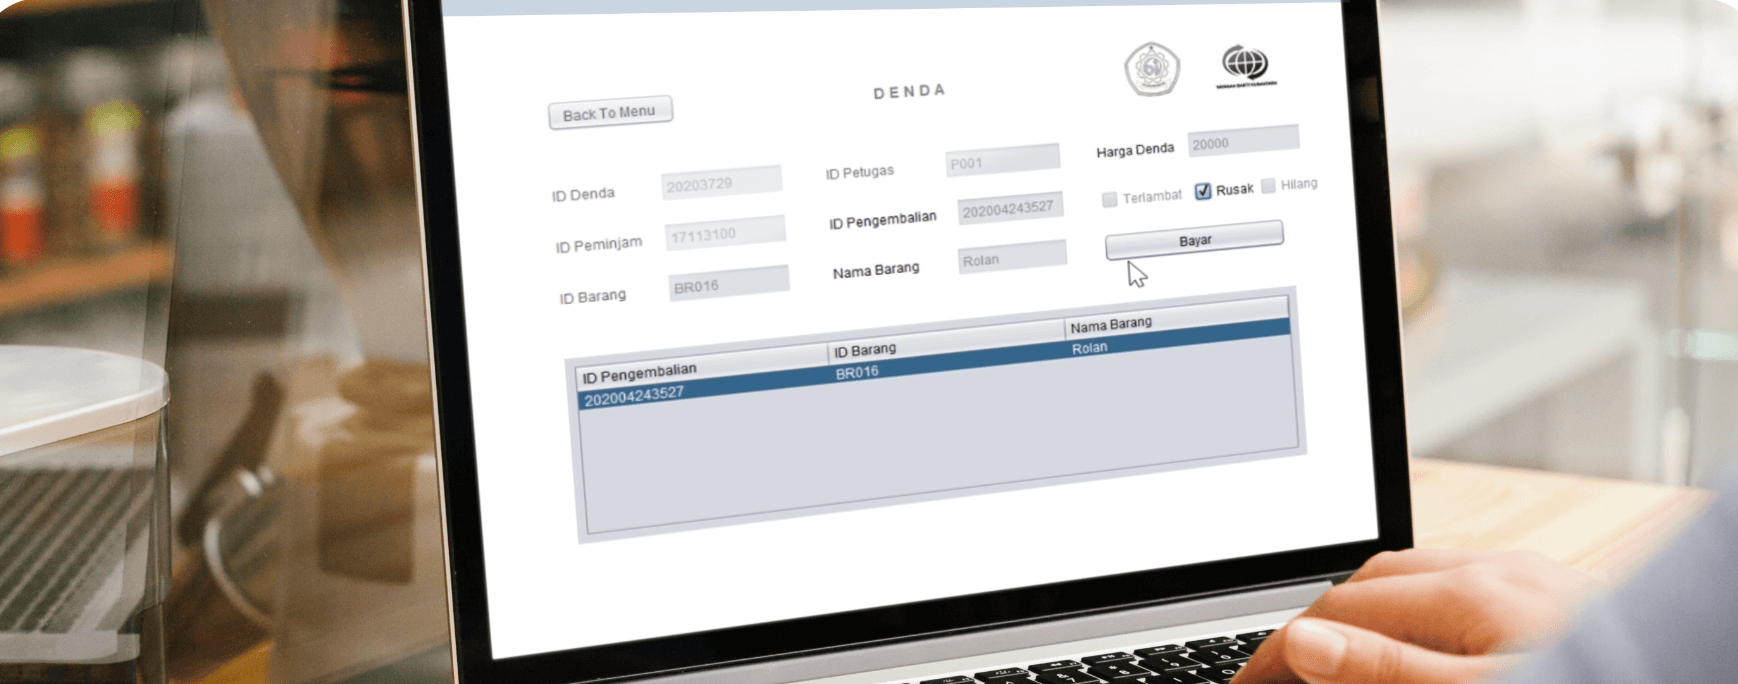 DENDA
Back To Menu
ID Denda 20203729
ID Peminjam 17113100
ID Barang BR016
ID Petugas P001
ID Pengembalian 202004243527
Nama Barang Rolan
Harga Denda 20000
Terlambat Rusak Hilang
Bayar
ID Pengembalian ID Barang Nama Barang
202004243527 BR016 Rolan